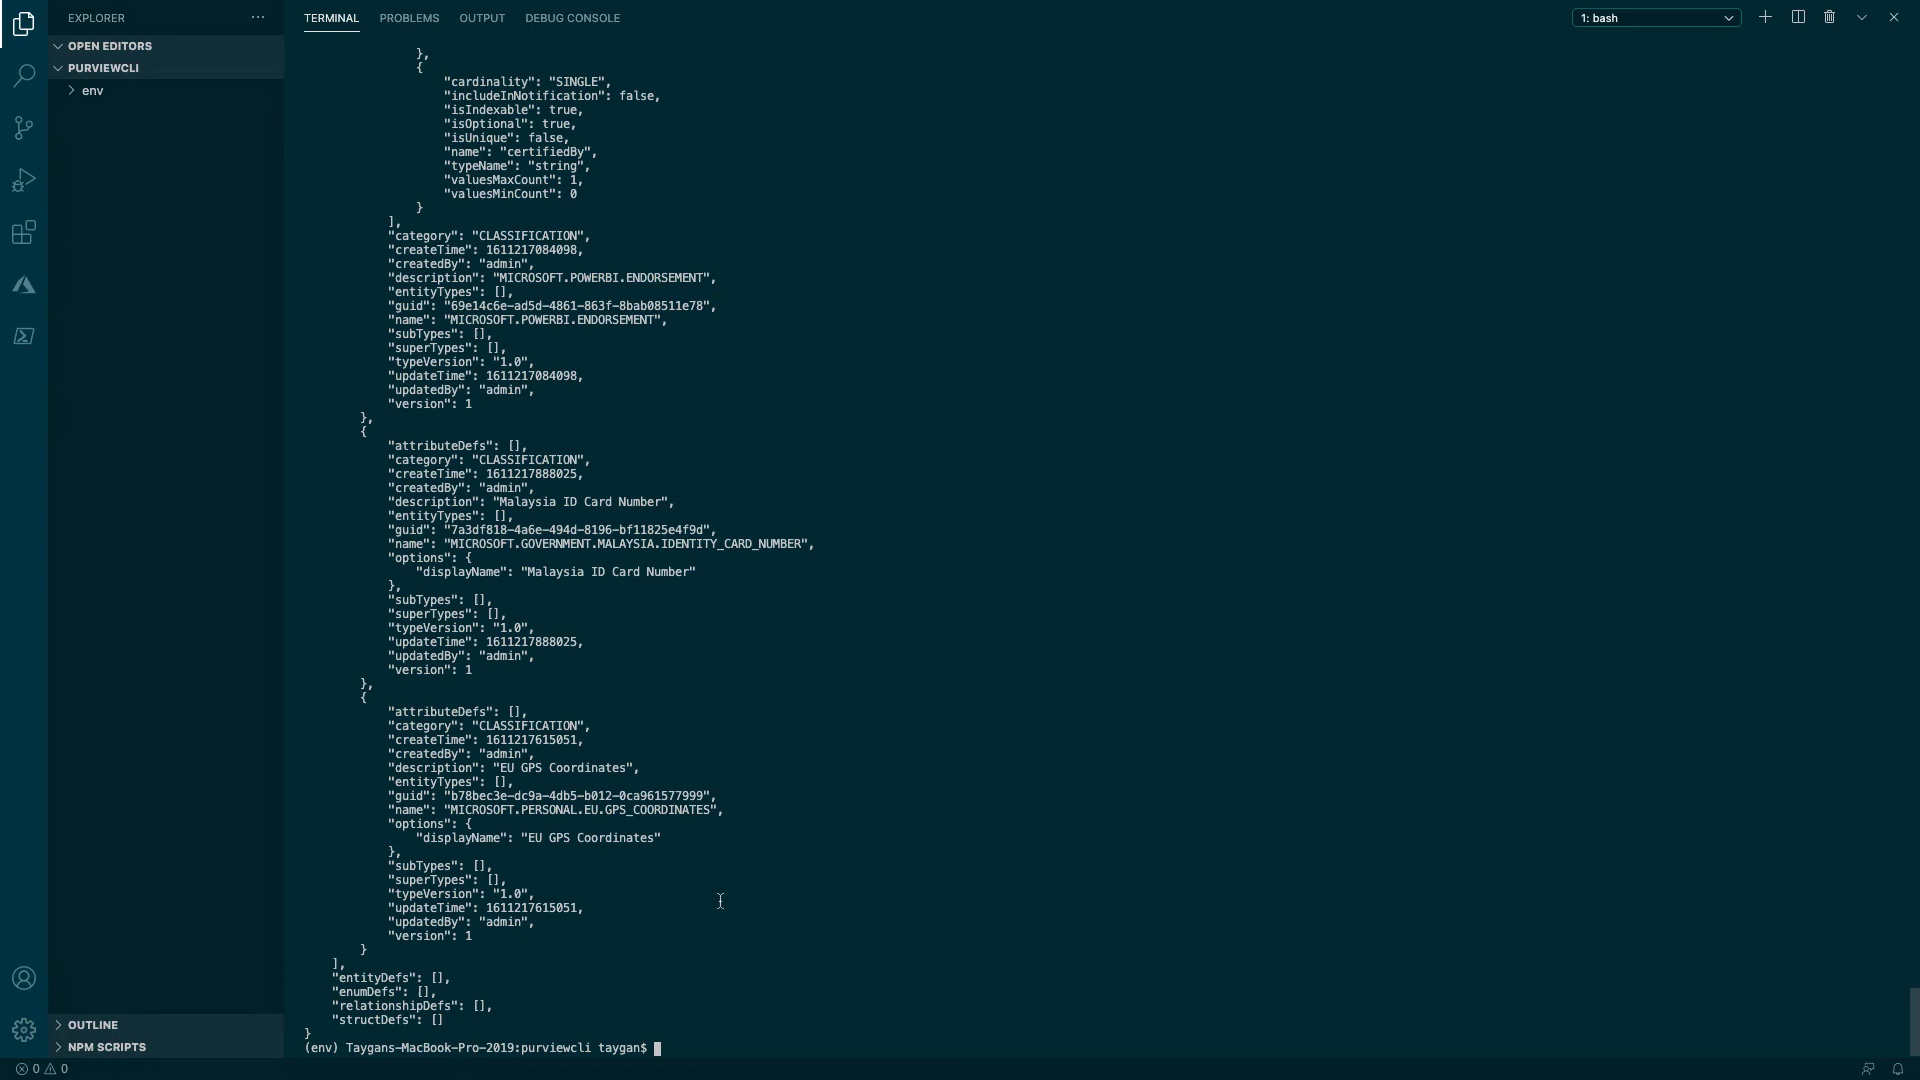 EXPLORER
OPEN EDITORS
PURVIEWCLI
env
OUTLINE
NPM SCRIPTS
TERMINAL PROBLEMS OUTPUT DEBUG CONSOLE
1: bash
},
{
"cardinality": "SINGLE",
"includeInNotification": false,
"isIndexable": true,
"isOptional": true,
"isUnique": false,
"name": "certifiedBy",
"typeName": "string",
"valuesMaxCount": 1,
"valuesMinCount": 0
}
],
"category": "CLASSIFICATION",
"createTime": 1611217084098,
"createdBy": "admin",
"description": "MICROSOFT.POWERBI.ENDORSEMENT",
"entityTypes": [],
"guid": "69e14c6e-ad5d-4861-863f-8bab08511e78",
"name": "MICROSOFT.POWERBI.ENDORSEMENT",
"subTypes": [],
"superTypes": [],
"typeVersion": "1.0",
"updateTime": 1611217084098,
"updatedBy": "admin",
"version": 1
},
{
"attributeDefs": [],
"category": "CLASSIFICATION",
"createTime": 1611217888025,
"createdBy": "admin",
"description": "Malaysia ID Card Number",
"entityTypes": [],
"guid": "7a3df818-4a6e-494d-8196-bf11825e4f9d",
"name": "MICROSOFT.GOVERNMENT.MALAYSIA.IDENTITY_CARD_NUMBER",
"options": {
"displayName": "Malaysia ID Card Number"
},
"subTypes": [],
"superTypes": [],
"typeVersion": "1.0",
"updateTime": 1611217888025,
"updatedBy": "admin",
"version": 1
},
{
"attributeDefs": [],
"category": "CLASSIFICATION",
"createTime": 1611217615051,
"createdBy": "admin",
"description": "EU GPS Coordinates",
"entityTypes": [],
"guid": "b78bec3e-dc9a-4db5-b012-0ca961577999",
"name": "MICROSOFT.PERSONAL.EU.GPS_COORDINATES",
"options": {
"displayName": "EU GPS Coordinates"
},
"subTypes": [],
"superTypes": [],
"typeVersion": "1.0",
"updateTime": 1611217615051,
"updatedBy": "admin",
"version": 1
}
],
"entityDefs": [],
"enumDefs": [],
"relationshipDefs": [],
"structDefs": []
}
(env) Taygans-MacBook-Pro-2019:purviewcli taygan$
0 0